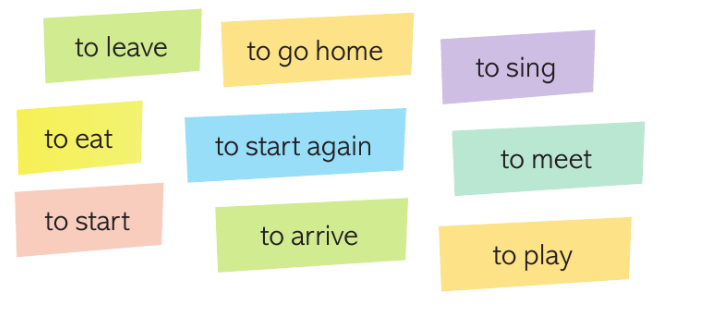 to leave
to go home
to sing
to eat
to start again
to meet
to start
to arrive
to play